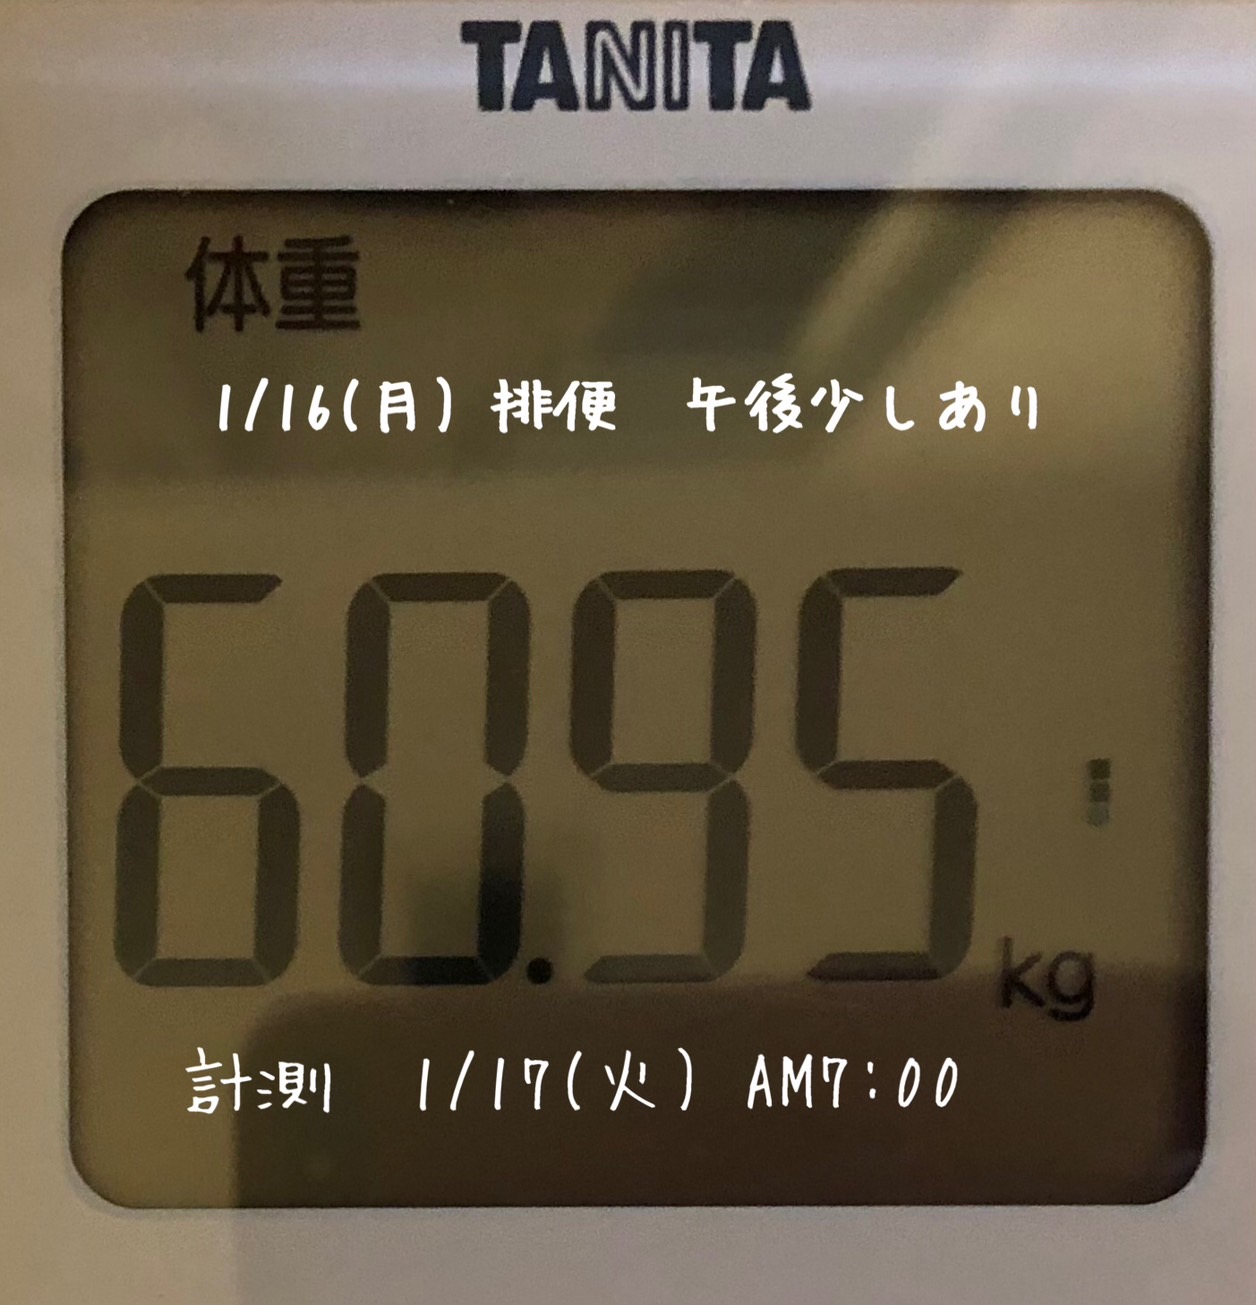 TANITA
体重
1/16(月) 排便　午後少しあり
60.95
kg
計測　1/17(火) AM7:00